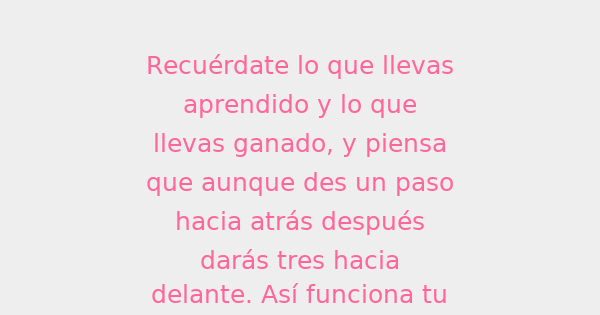 Recuérdate lo que llevas
aprendido y lo que
llevas ganado, y piensa
que aunque des un paso
hacia atrás después
darás tres hacia
delante. Así funciona tu